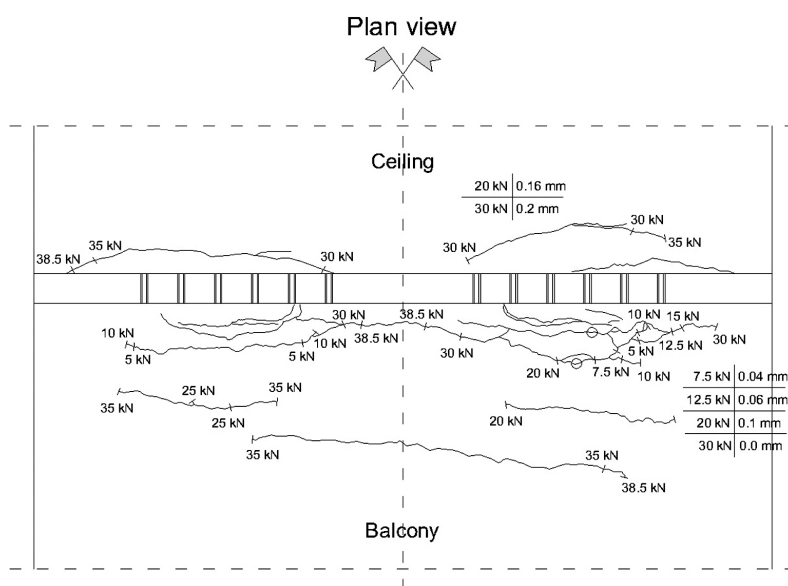 Plan view
Ceiling
20 kN 0.16 mm
30 kN 0.2 mm
30 kN
35 kN
30 kN
38.5 kN
35 kN
30 kN
10 kN
5 kN
5 kN
10 kN
30 kN
38.5 kN
38.5 kN
30 kN
10 kN
15 kN
30 kN
12.5 kN
5 kN
20 kN
7.5 kN
10 kN
7.5 kN 0.04 mm
12.5 kN 0.06 mm
20 kN 0.1 mm
30 kN 0.0 mm
35 kN
25 kN
35 kN
25 kN
20 kN
35 kN
35 kN
38.5 kN
Balcony